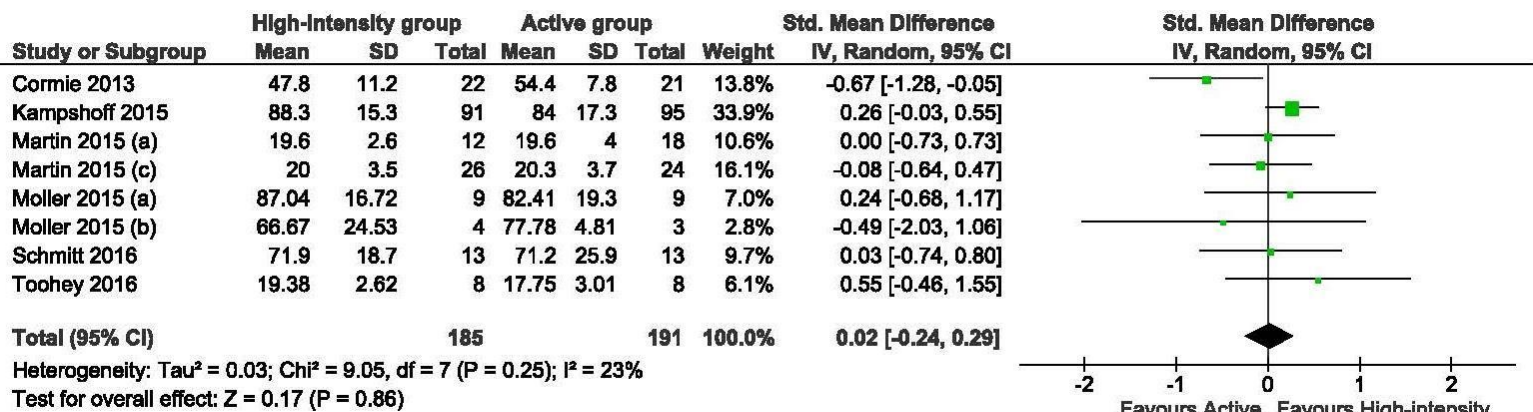 High-Intensity group Active group Std. Mean Difference Std. Mean Difference
Study or Subgroup Mean SD Total Mean SD Total Weight IV, Random, 95% CI IV, Random, 95% CI
Cormie 2013 47.8 11.2 22 54.4 7.8 21 13.8% -0.67 [-1.28, -0.05]
Kampshoff 2015 88.3 15.3 91 84 17.3 95 33.9% 0.26 [-0.03, 0.55]
Martin 2015 (a) 19.6 2.6 12 19.6 4 18 10.6% 0.00 [-0.73, 0.73]
Martin 2015 (c) 20 3.5 26 20.3 3.7 24 16.1% -0.08 [-0.64, 0.47]
Moller 2015 (a) 87.04 16.72 9 82.41 19.3 9 7.0% 0.24 [-0.68, 1.17]
Moller 2015 (b) 66.67 24.53 4 77.78 4.81 3 2.8% -0.49 [-2.03, 1.06]
Schmitt 2016 71.9 18.7 13 71.2 25.9 13 9.7% 0.03 [-0.74, 0.80]
Toohey 2016 19.38 2.62 8 17.75 3.01 8 6.1% 0.55 [-0.46, 1.55]
Total (95% CI) 185 191 100.0% 0.02 [-0.24, 0.29]
Heterogeneity: Tau² = 0.03; Chi² = 9.05, df = 7 (P = 0.25); I² = 23%
Test for overall effect: Z = 0.17 (P = 0.86)
-2 -1 0 1 2
Favours Active Favours High-intensity